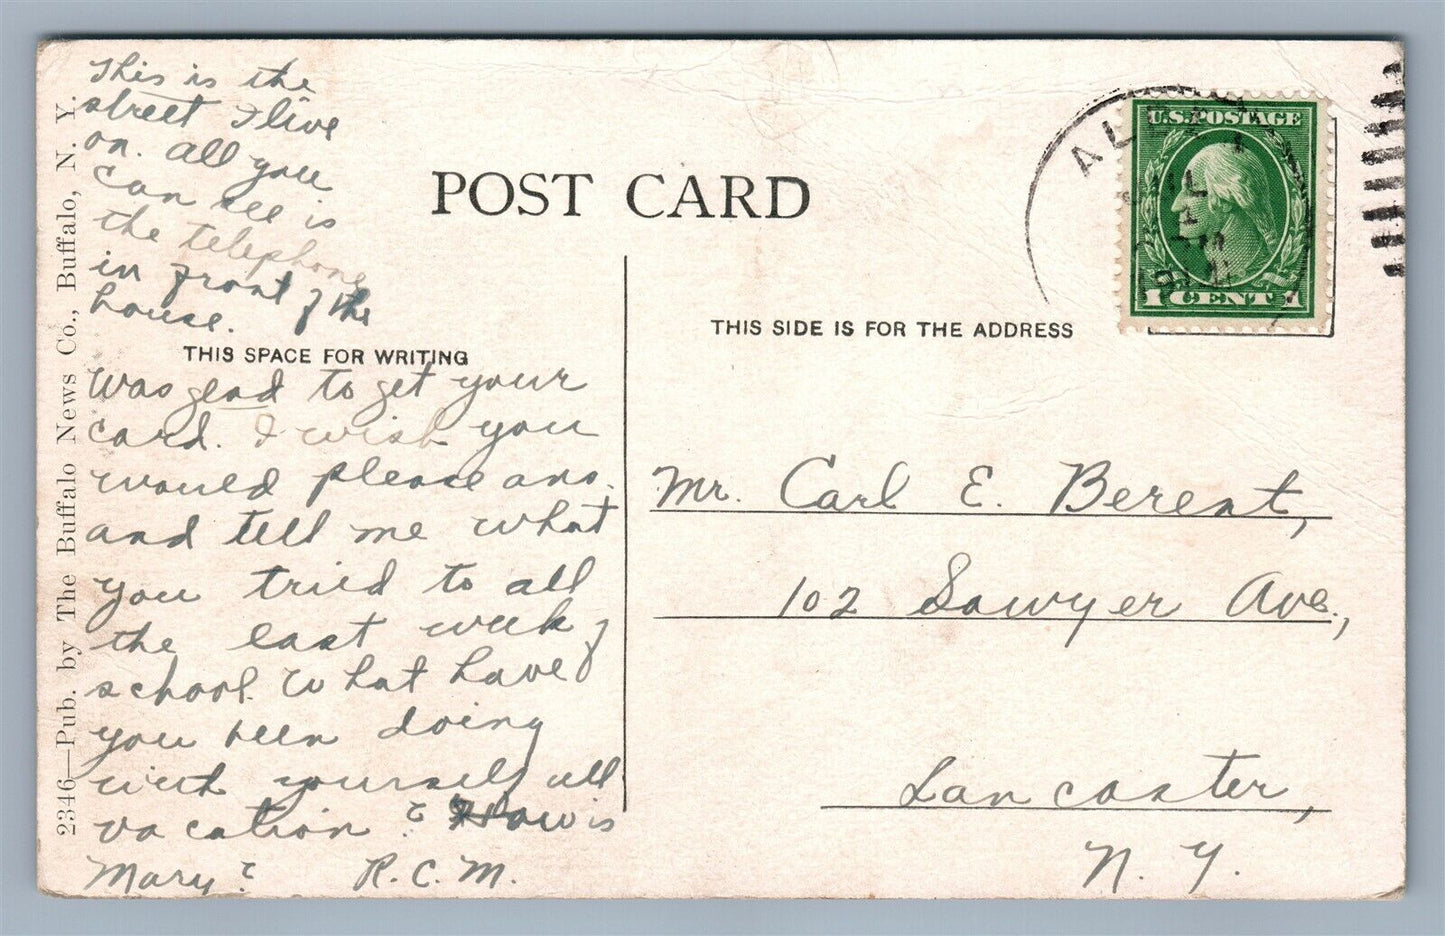 This is the
street I live
on. All you
can see is
the telephone
in front of the
house.
THIS SPACE FOR WRITING
Was glad to get your
card. I wish you
would please ans.
and tell me what
you tried to all
the last week of
school. What have
you been doing
with yourself all
vacation? How is
Mary? R.C.M.
2346—Pub. by The Buffalo News Co., Buffalo, N. Y.
POST CARD
THIS SIDE IS FOR THE ADDRESS
U.S. POSTAGE
1 CENT 1
Mr. Carl E. Berent,
102 Sawyer Ave.,
Lancaster,
N. Y.